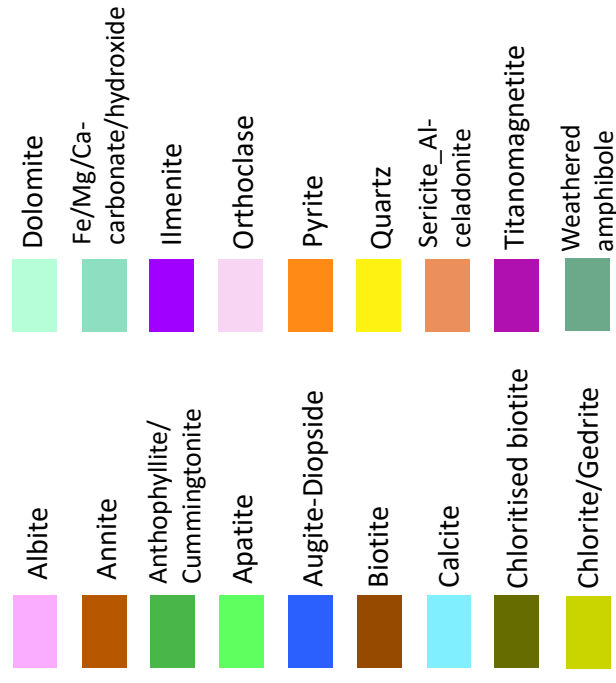 Dolomite
Fe/Mg/Ca-
carbonate/hydroxide
Ilmenite
Orthoclase
Pyrite
Quartz
Sericite_Al-
celadonite
Titanomagnetite
Weathered
amphibole
Albite
Annite
Anthophyllite/
Cummingtonite
Apatite
Augite-Diopside
Biotite
Calcite
Chloritised biotite
Chlorite/Gedrite